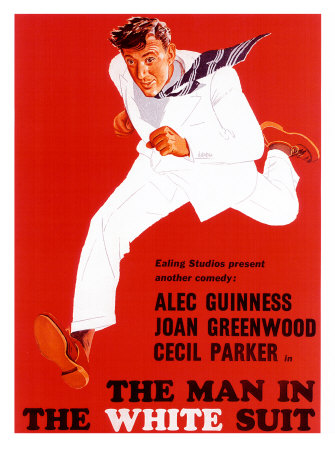 Ealing Studios present
another comedy:
ALEC GUINNESS
JOAN GREENWOOD
CECIL PARKER in
THE MAN IN
THE WHITE SUIT